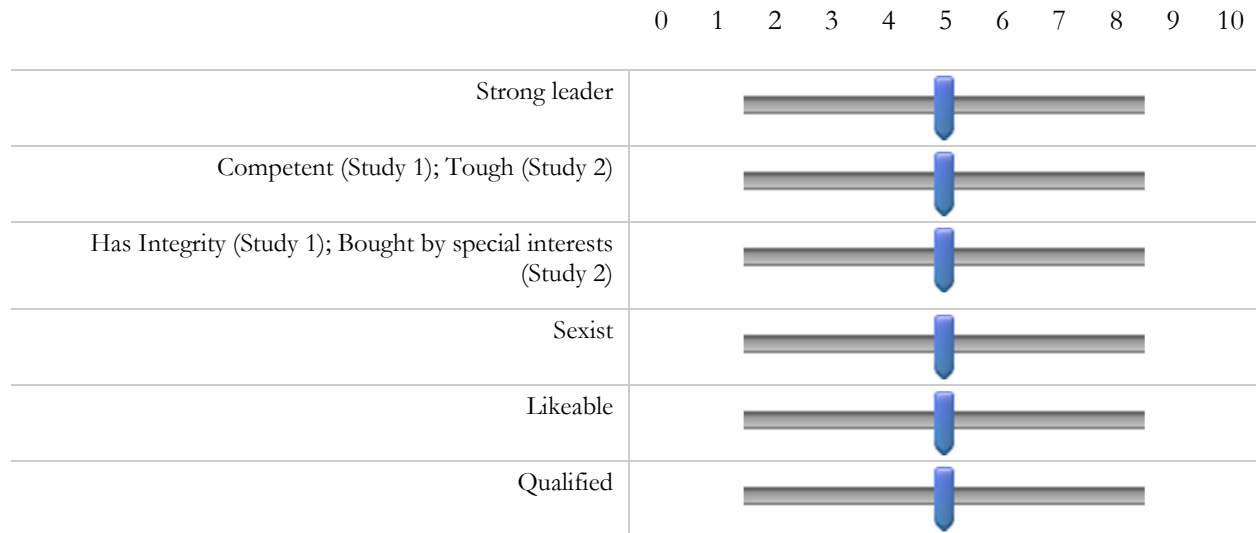 0 1 2 3 4 5 6 7 8 9 10
Strong leader
Competent (Study 1); Tough (Study 2)
Has Integrity (Study 1); Bought by special interests
(Study 2)
Sexist
Likeable
Qualified